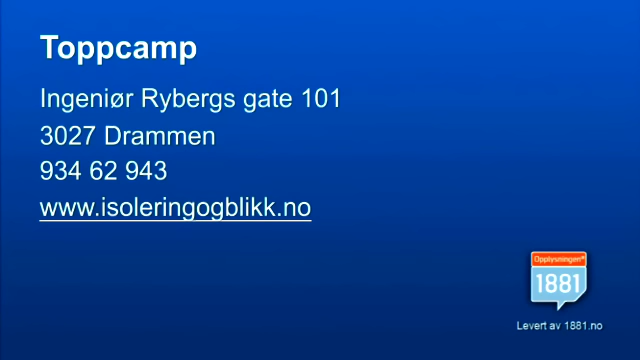 Toppcamp
Ingeniør Rybergs gate 101
3027 Drammen
934 62 943
www.isoleringogblikk.no
Opplysningen®
1881
Levert av 1881.no